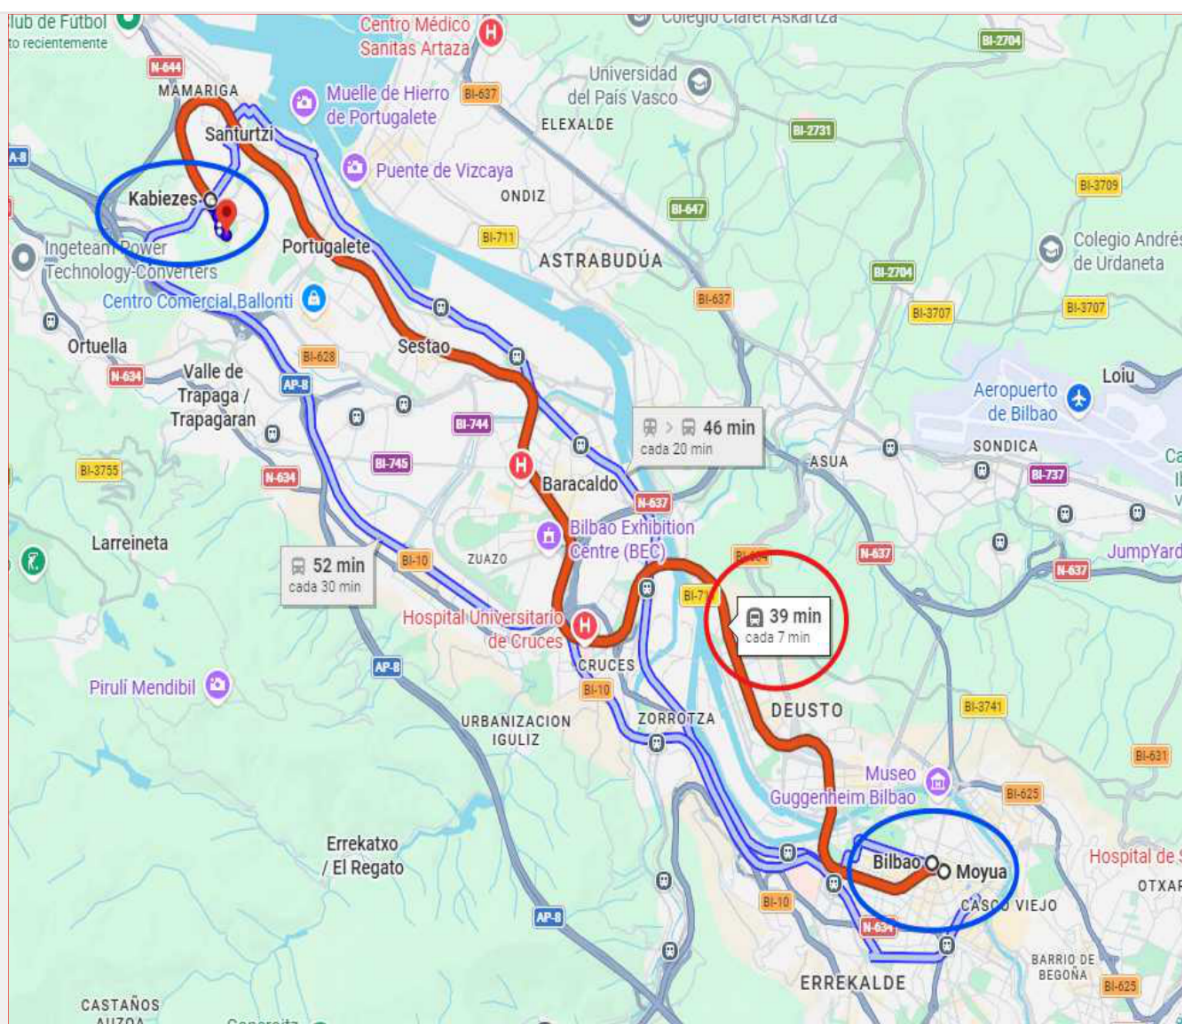 Club de Fútbol
to recientemente
N-644
MAMARIGA
Centro Médico
Sanitas Artaza
Colegio Claret Askartza
BI-2704
BI-637
Muelle de Hierro
de Portugalete
Universidad
del País Vasco
ELEXALDE
BI-2731
Santurtzi
A-8
Puente de Vizcaya
ONDIZ
Kabiezes
BI-3709
BI-647
BI-711
Portugalete
Ingeteam Power
Technology-Converters
ASTRABUDÚA
Colegio Andrés
de Urdaneta
BI-2704
Centro Comercial Ballonti
BI-637
BI-3707
BI-3707
Ortuella
Sestao
BI-628
N-634
Valle de
Trapaga /
Trapagaran
AP-8
Loiu
Aeropuerto
de Bilbao
BI-744
46 min
cada 20 min
SONDICA
BI-3755
BI-745
N-634
ASUA
BI-737
Baracaldo
N-637
Larreineta
Bilbao Exhibition
Centre (BEC)
ZUAZO
BI-10
JumpYard
N-637
N-637
52 min
cada 30 min
39 min
cada 7 min
Hospital Universitario
de Cruces
CRUCES
AP-8
BI-10
Pirulí Mendibil
URBANIZACION
IGULIZ
ZORROTZA
DEUSTO
BI-3741
BI-631
Museo
Guggenheim Bilbao
BI-625
Errekatxo
/ El Regato
Bilbao
Moyua
Hospital de
OTXAR
BI-10
CASCO VIEJO
AP-8
N-634
BARRIO DE
BEGOÑA
ERREKALDE
BI-625
CASTAÑOS